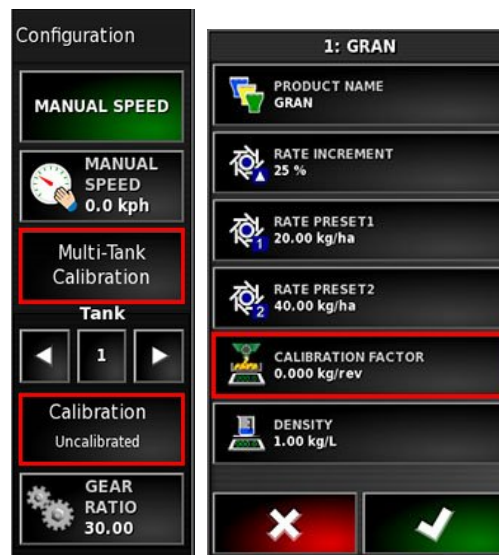 Configuration
MANUAL SPEED
MANUAL
SPEED
0.0 kph
Multi-Tank
Calibration
Tank
1
Calibration
Uncalibrated
GEAR
RATIO
30.00
1: GRAN
PRODUCT NAME
GRAN
RATE INCREMENT
25 %
RATE PRESET1
20.00 kg/ha
1
RATE PRESET2
40.00 kg/ha
2
CALIBRATION FACTOR
0.000 kg/rev
DENSITY
1.00 kg/L